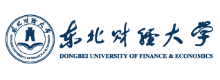 东北财经大学
DONGBEI UNIVERSITY OF FINANCE & ECONOMICS